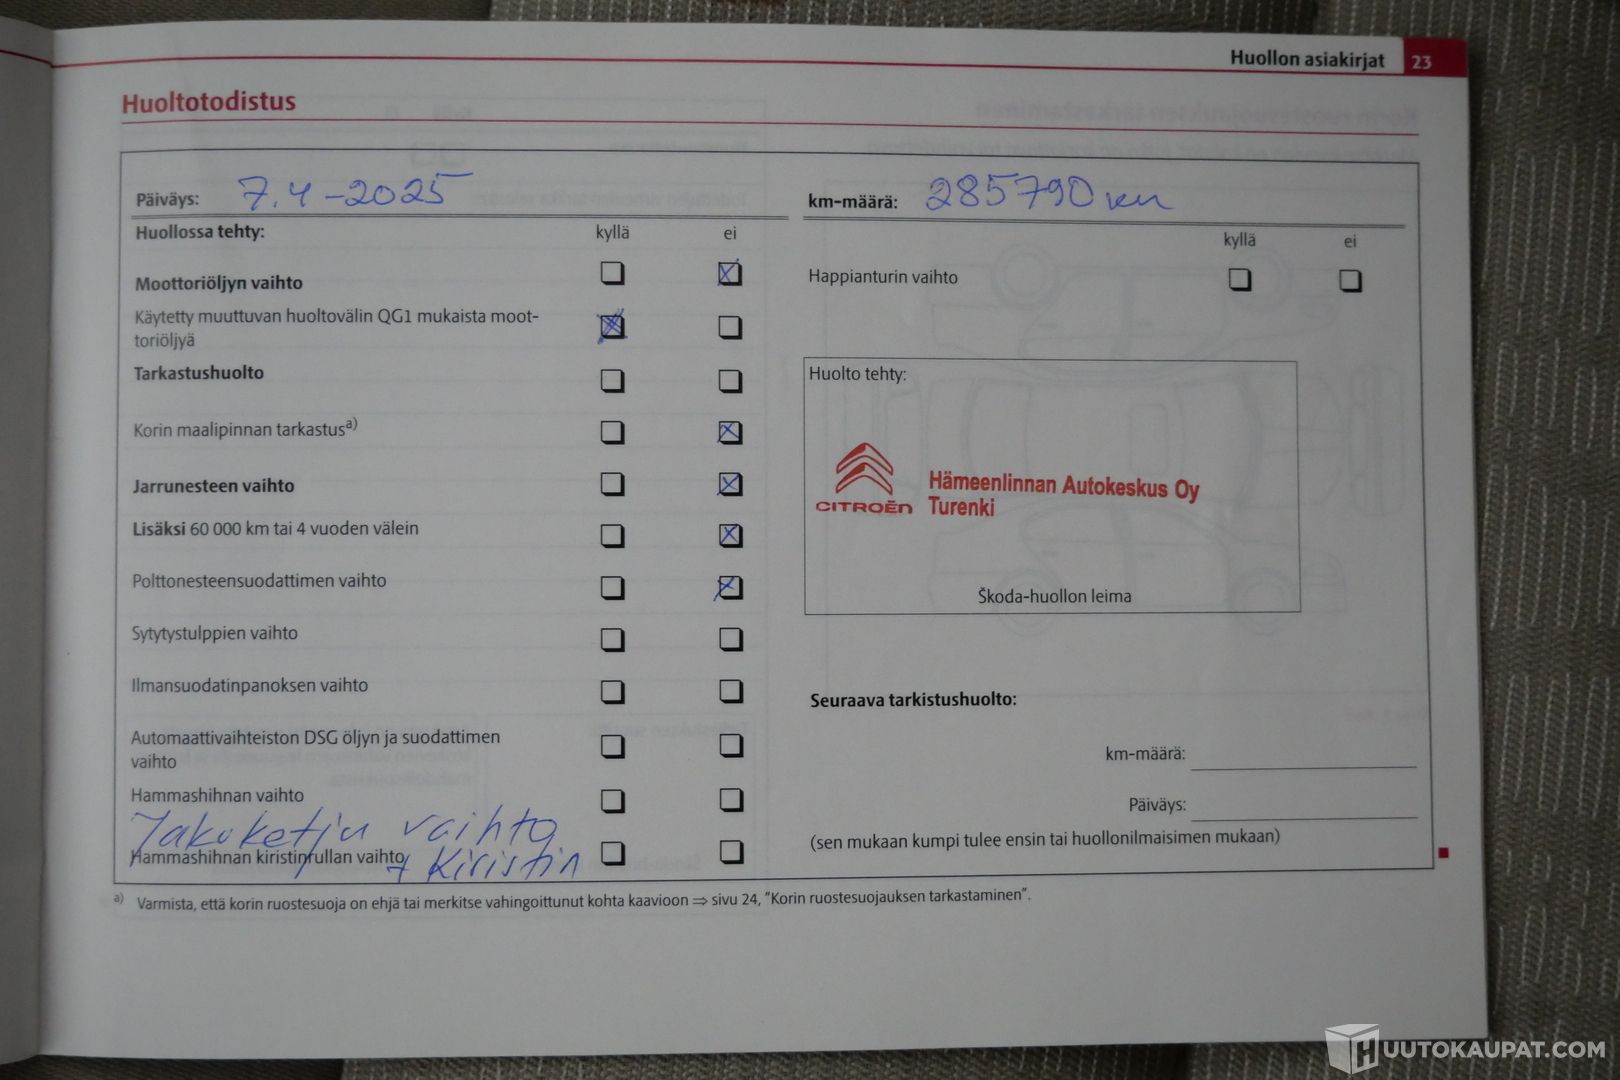 Huollon asiakirjat 23
Huoltotodistus
Päiväys: 7.4-2025
km-määrä: 285790 km
Huollossa tehty: kyllä ei
kyllä ei
Moottoriöljyn vaihto
Happianturin vaihto
Käytetty muuttuvan huoltovälin QG1 mukaista moot-
toriöljyä
Tarkastushuolto
Huolto tehty:
Korin maalipinnan tarkastusa)
Jarrunesteen vaihto
CITROËN
Hämeenlinnan Autokeskus Oy
Turenki
Lisäksi 60 000 km tai 4 vuoden välein
Polttonesteensuodattimen vaihto
Škoda-huollon leima
Sytytystulppien vaihto
Ilmansuodatinpanoksen vaihto
Seuraava tarkistushuolto:
Automaattivaihteiston DSG öljyn ja suodattimen
vaihto
km-määrä:
Hammashihnan vaihto
Päiväys:
Jakoketju vaihto
(sen mukaan kumpi tulee ensin tai huollonilmaisimen mukaan)
Hammashihnan kiristinrullan vaihto
+ Kiristin
a) Varmista, että korin ruostesuoja on ehjä tai merkitse vahingoittunut kohta kaavioon ⇒ sivu 24, "Korin ruostesuojauksen tarkastaminen".
HUUTOKAUPAT.COM